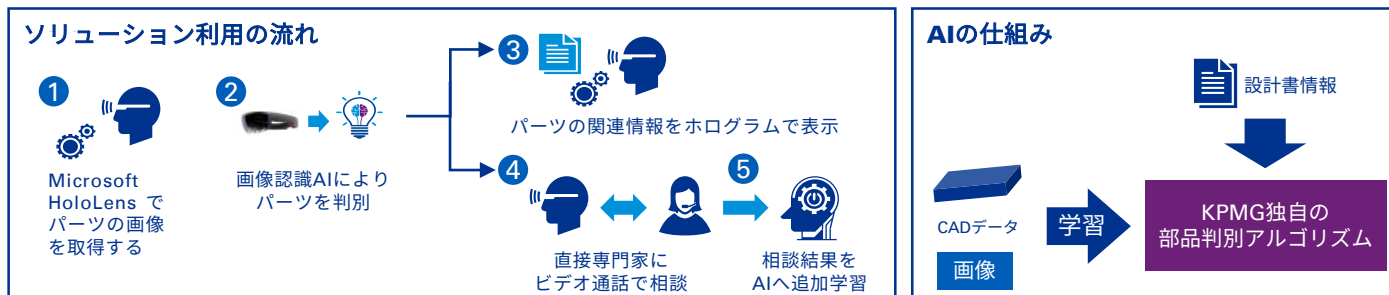 ソリューション利用の流れ
1
Microsoft
HoloLens で
パーツの画像
を取得する
2
画像認識AIにより
パーツを判別
3
パーツの関連情報をホログラムで表示
4
直接専門家に
ビデオ通話で相談
5
相談結果を
AIへ追加学習
AIの仕組み
設計書情報
CADデータ
画像
学習
KPMG独自の
部品判別アルゴリズム